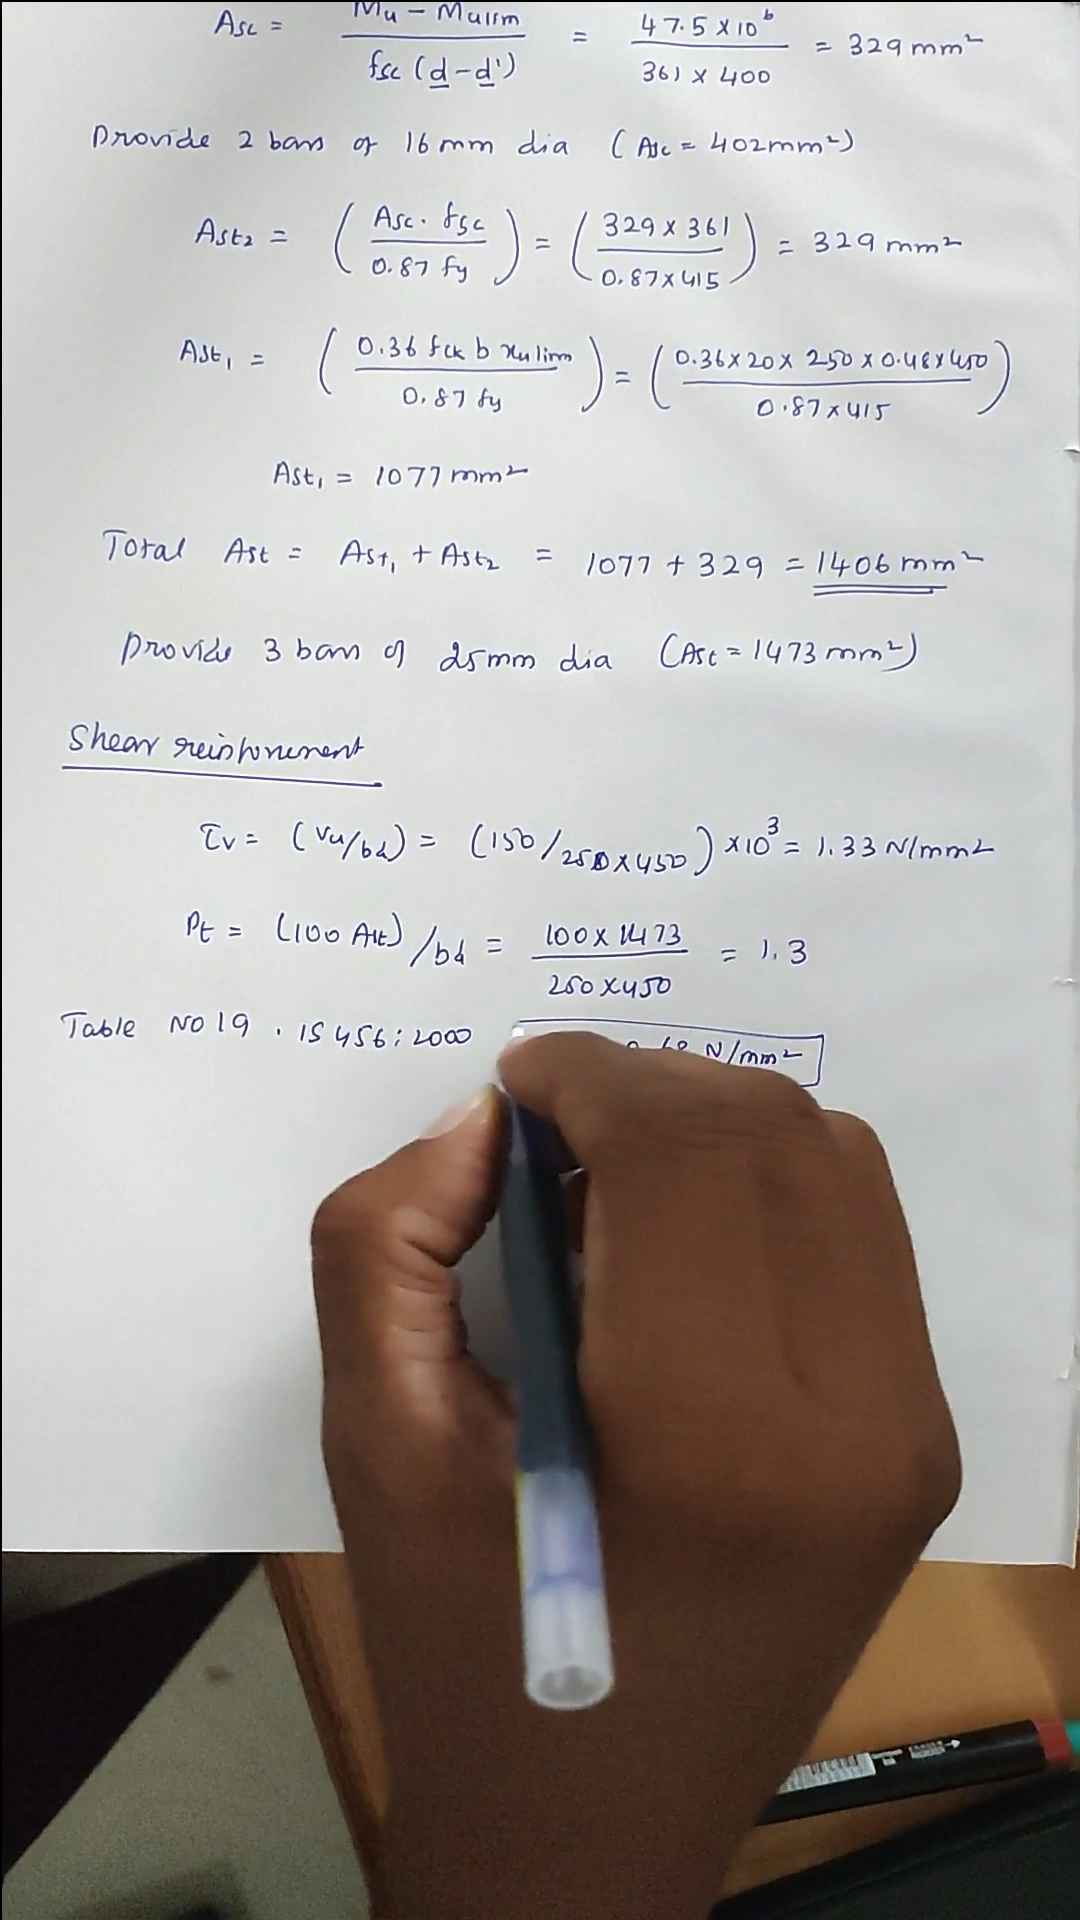 Asc = Mu - Mulim / fsc (d-d') = 47.5 x 10^6 / 361 x 400 = 329 mm²
Provide 2 bars of 16 mm dia (Asc = 402mm²)
Ast2 = (Asc. fsc / 0.87 fy) = (329 x 361 / 0.87 x 415) = 329 mm²
Ast1 = (0.36 fck b xulim / 0.87 fy) = (0.36 x 20 x 250 x 0.48 x 450 / 0.87 x 415)
Ast1 = 1077 mm²
Total Ast = Ast1 + Ast2 = 1077 + 329 = 1406 mm²
Provide 3 bars of 25mm dia (Ast = 1473 mm²)
Shear reinforcement
τv = (Vu/bd) = (150/250 x 450) x 10³ = 1.33 N/mm2
Pt = (100 Ast)/bd = 100 x 1473 / 250 x 450 = 1.3
Table No 19 . IS 456:2000 N/mm²